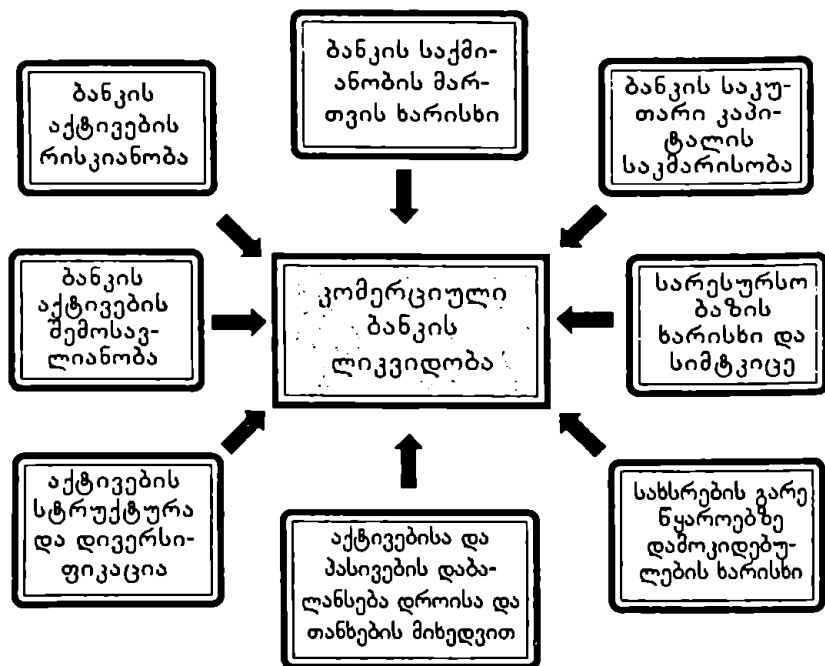 ბანკის
აქტივების
რისკიანობა
ბანკის საქმი-
ანობის მარ-
თვის ხარისხი
ბანკის საკუ-
თარი კაპი-
ტალის
საკმარისობა
ბანკის
აქტივების
შემოსავ-
ლიანობა
კომერციული
ბანკის
ლიკვიდობა
სარესურსო
ბაზის
ხარისხი და
სიმტკიცე
აქტივების
სტრუქტურა
და დივერსი-
ფიკაცია
აქტივებისა და
პასივების დაბა-
ლანსება დროისა და
თანხების მიხედვით
სახსრების გარე
წყაროებზე
დამოკიდებუ-
ლების ხარისხი